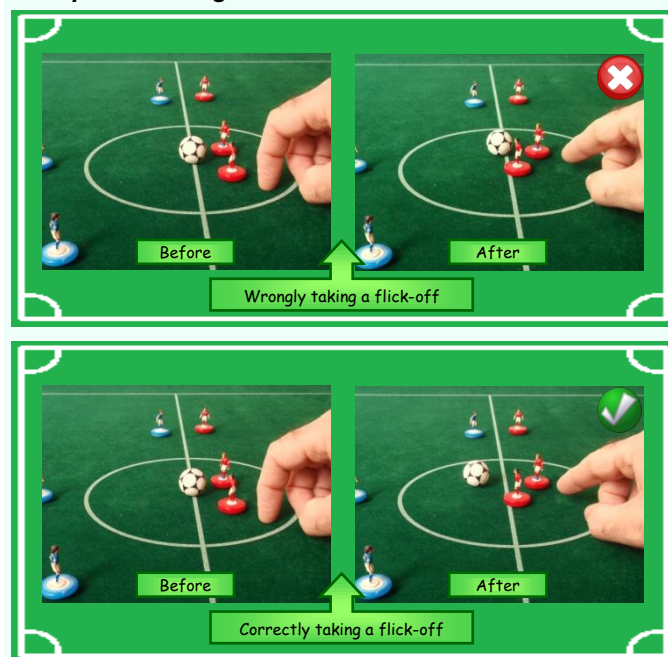 Before
After
Wrongly taking a flick-off
Before
After
Correctly taking a flick-off